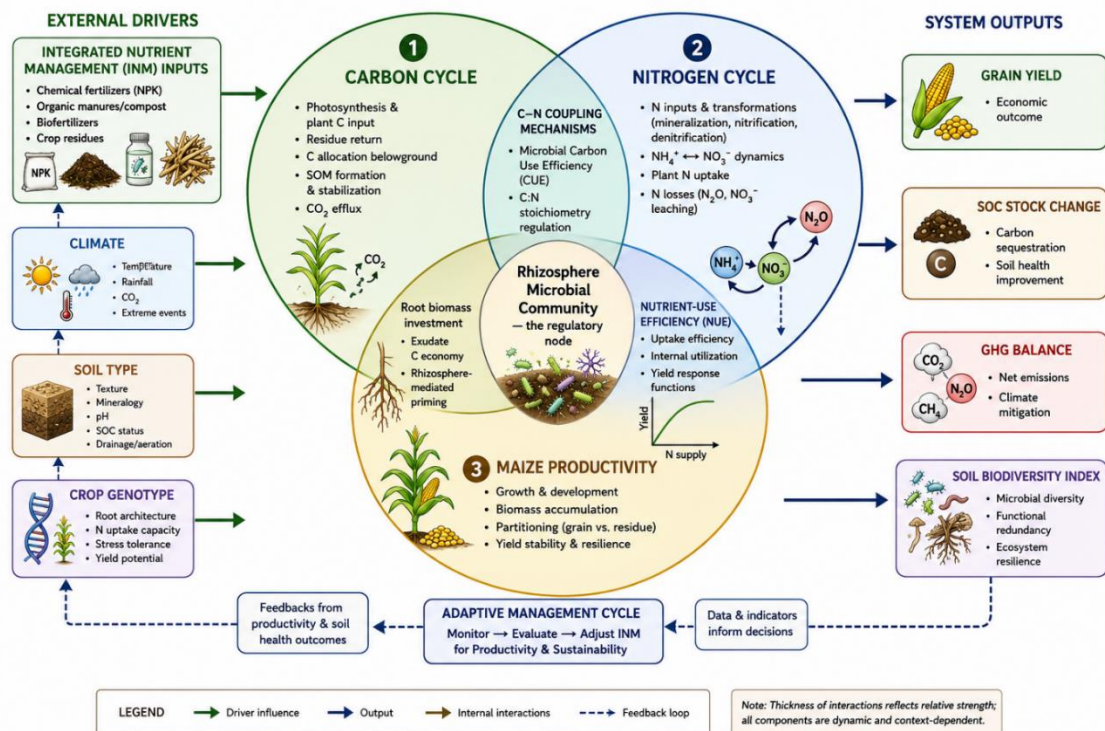 EXTERNAL DRIVERS
INTEGRATED NUTRIENT
MANAGEMENT (INM) INPUTS
• Chemical fertilizers (NPK)
• Organic manures/compost
• Biofertilizers
• Crop residues
NPK
CLIMATE
• Rainfall
• CO₂
• Extreme events
SOIL TYPE
• Texture
• Mineralogy
• pH
• SOC status
• Drainage/aeration
CROP GENOTYPE
• Root architecture
• N uptake capacity
• Stress tolerance
• Yield potential
1
CARBON CYCLE
• Photosynthesis &
plant C input
• Residue return
• C allocation belowground
• SOM formation
& stabilization
• CO₂ efflux
CO₂
C–N COUPLING
MECHANISMS
• Microbial Carbon
Use Efficiency
(CUE)
• C:N
stoichiometry
regulation
2
NITROGEN CYCLE
• N inputs & transformations
(mineralization, nitrification,
denitrification)
• NH₄⁺ ↔ NO₃⁻ dynamics
• Plant N uptake
• N losses (N₂O, NO₃⁻
leaching)
N₂O
NH₄⁺
NO₃⁻
Root biomass
investment
• Exudate
C economy
• Rhizosphere-
mediated
priming
Rhizosphere
Microbial
Community
— the regulatory
node
NUTRIENT-USE
EFFICIENCY (NUE)
• Uptake efficiency
• Internal utilization
• Yield response
functions
Yield
N supply
3 MAIZE PRODUCTIVITY
• Growth & development
• Biomass accumulation
• Partitioning (grain vs. residue)
• Yield stability & resilience
SYSTEM OUTPUTS
GRAIN YIELD
• Economic
outcome
SOC STOCK CHANGE
• Carbon
sequestration
• Soil health
improvement
C
GHG BALANCE
CO₂
N₂O
CH₄
• Net emissions
• Climate
mitigation
SOIL BIODIVERSITY INDEX
• Microbial diversity
• Functional
redundancy
• Ecosystem
resilience
Feedbacks from
productivity & soil
health outcomes
ADAPTIVE MANAGEMENT CYCLE
Monitor → Evaluate → Adjust INM
for Productivity & Sustainability
Data & indicators
inform decisions
LEGEND
Driver influence
Output
Internal interactions
Feedback loop
Note: Thickness of interactions reflects relative strength;
all components are dynamic and context-dependent.